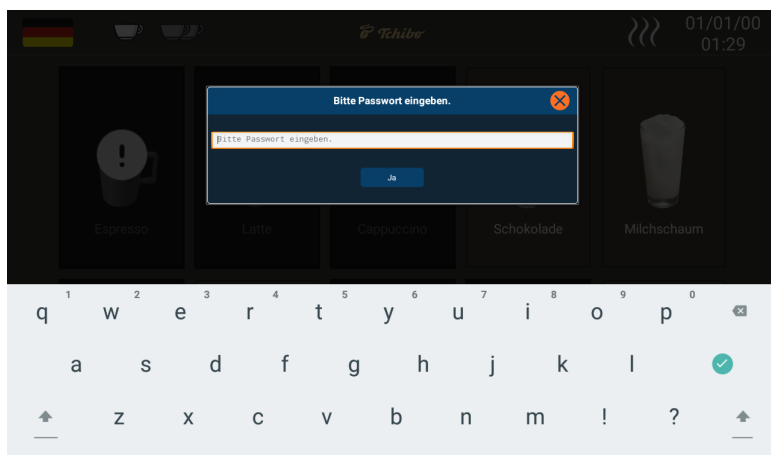 Tchibo
01/01/00
01:29
Bitte Passwort eingeben.
Bitte Passwort eingeben.
Ja
Espresso
Latte
Cappuccino
Schokolade
Milchschaum
1 2 3 4 5 6 7 8 9 0
q w e r t y u i o p
a s d f g h j k l
z x c v b n m ! ?